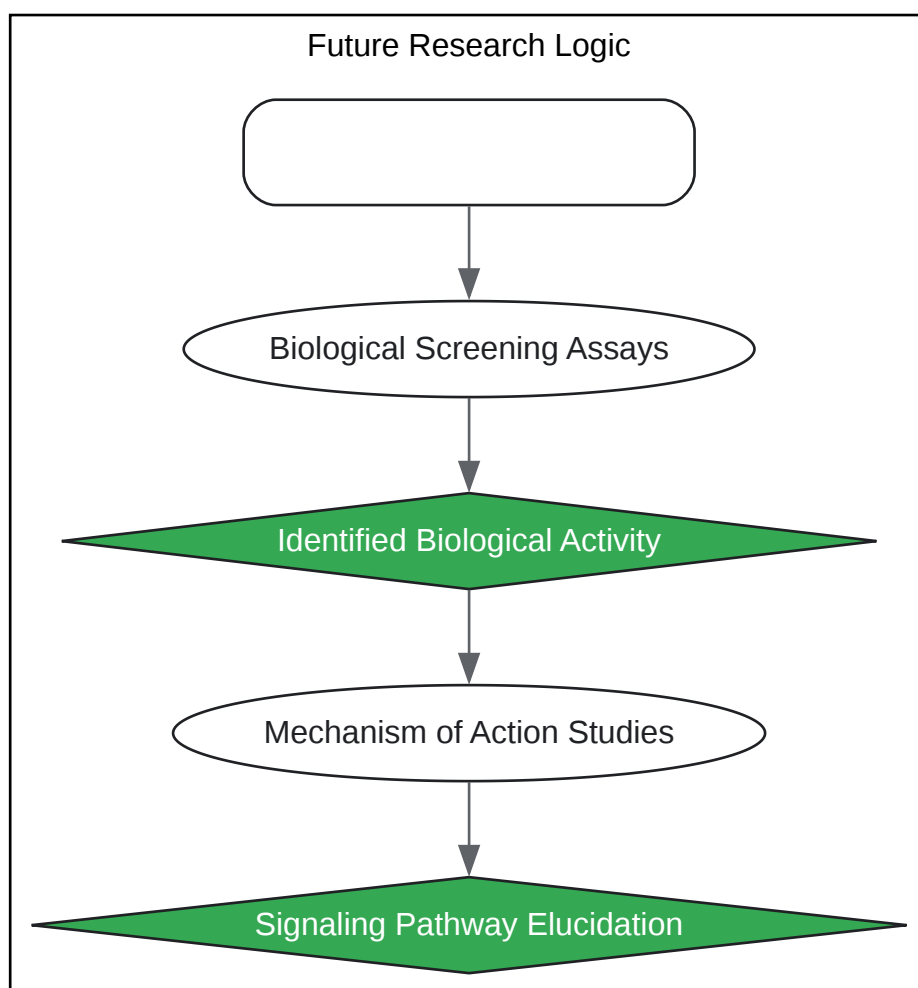 Future Research Logic
Biological Screening Assays
Identified Biological Activity
Mechanism of Action Studies
Signaling Pathway Elucidation